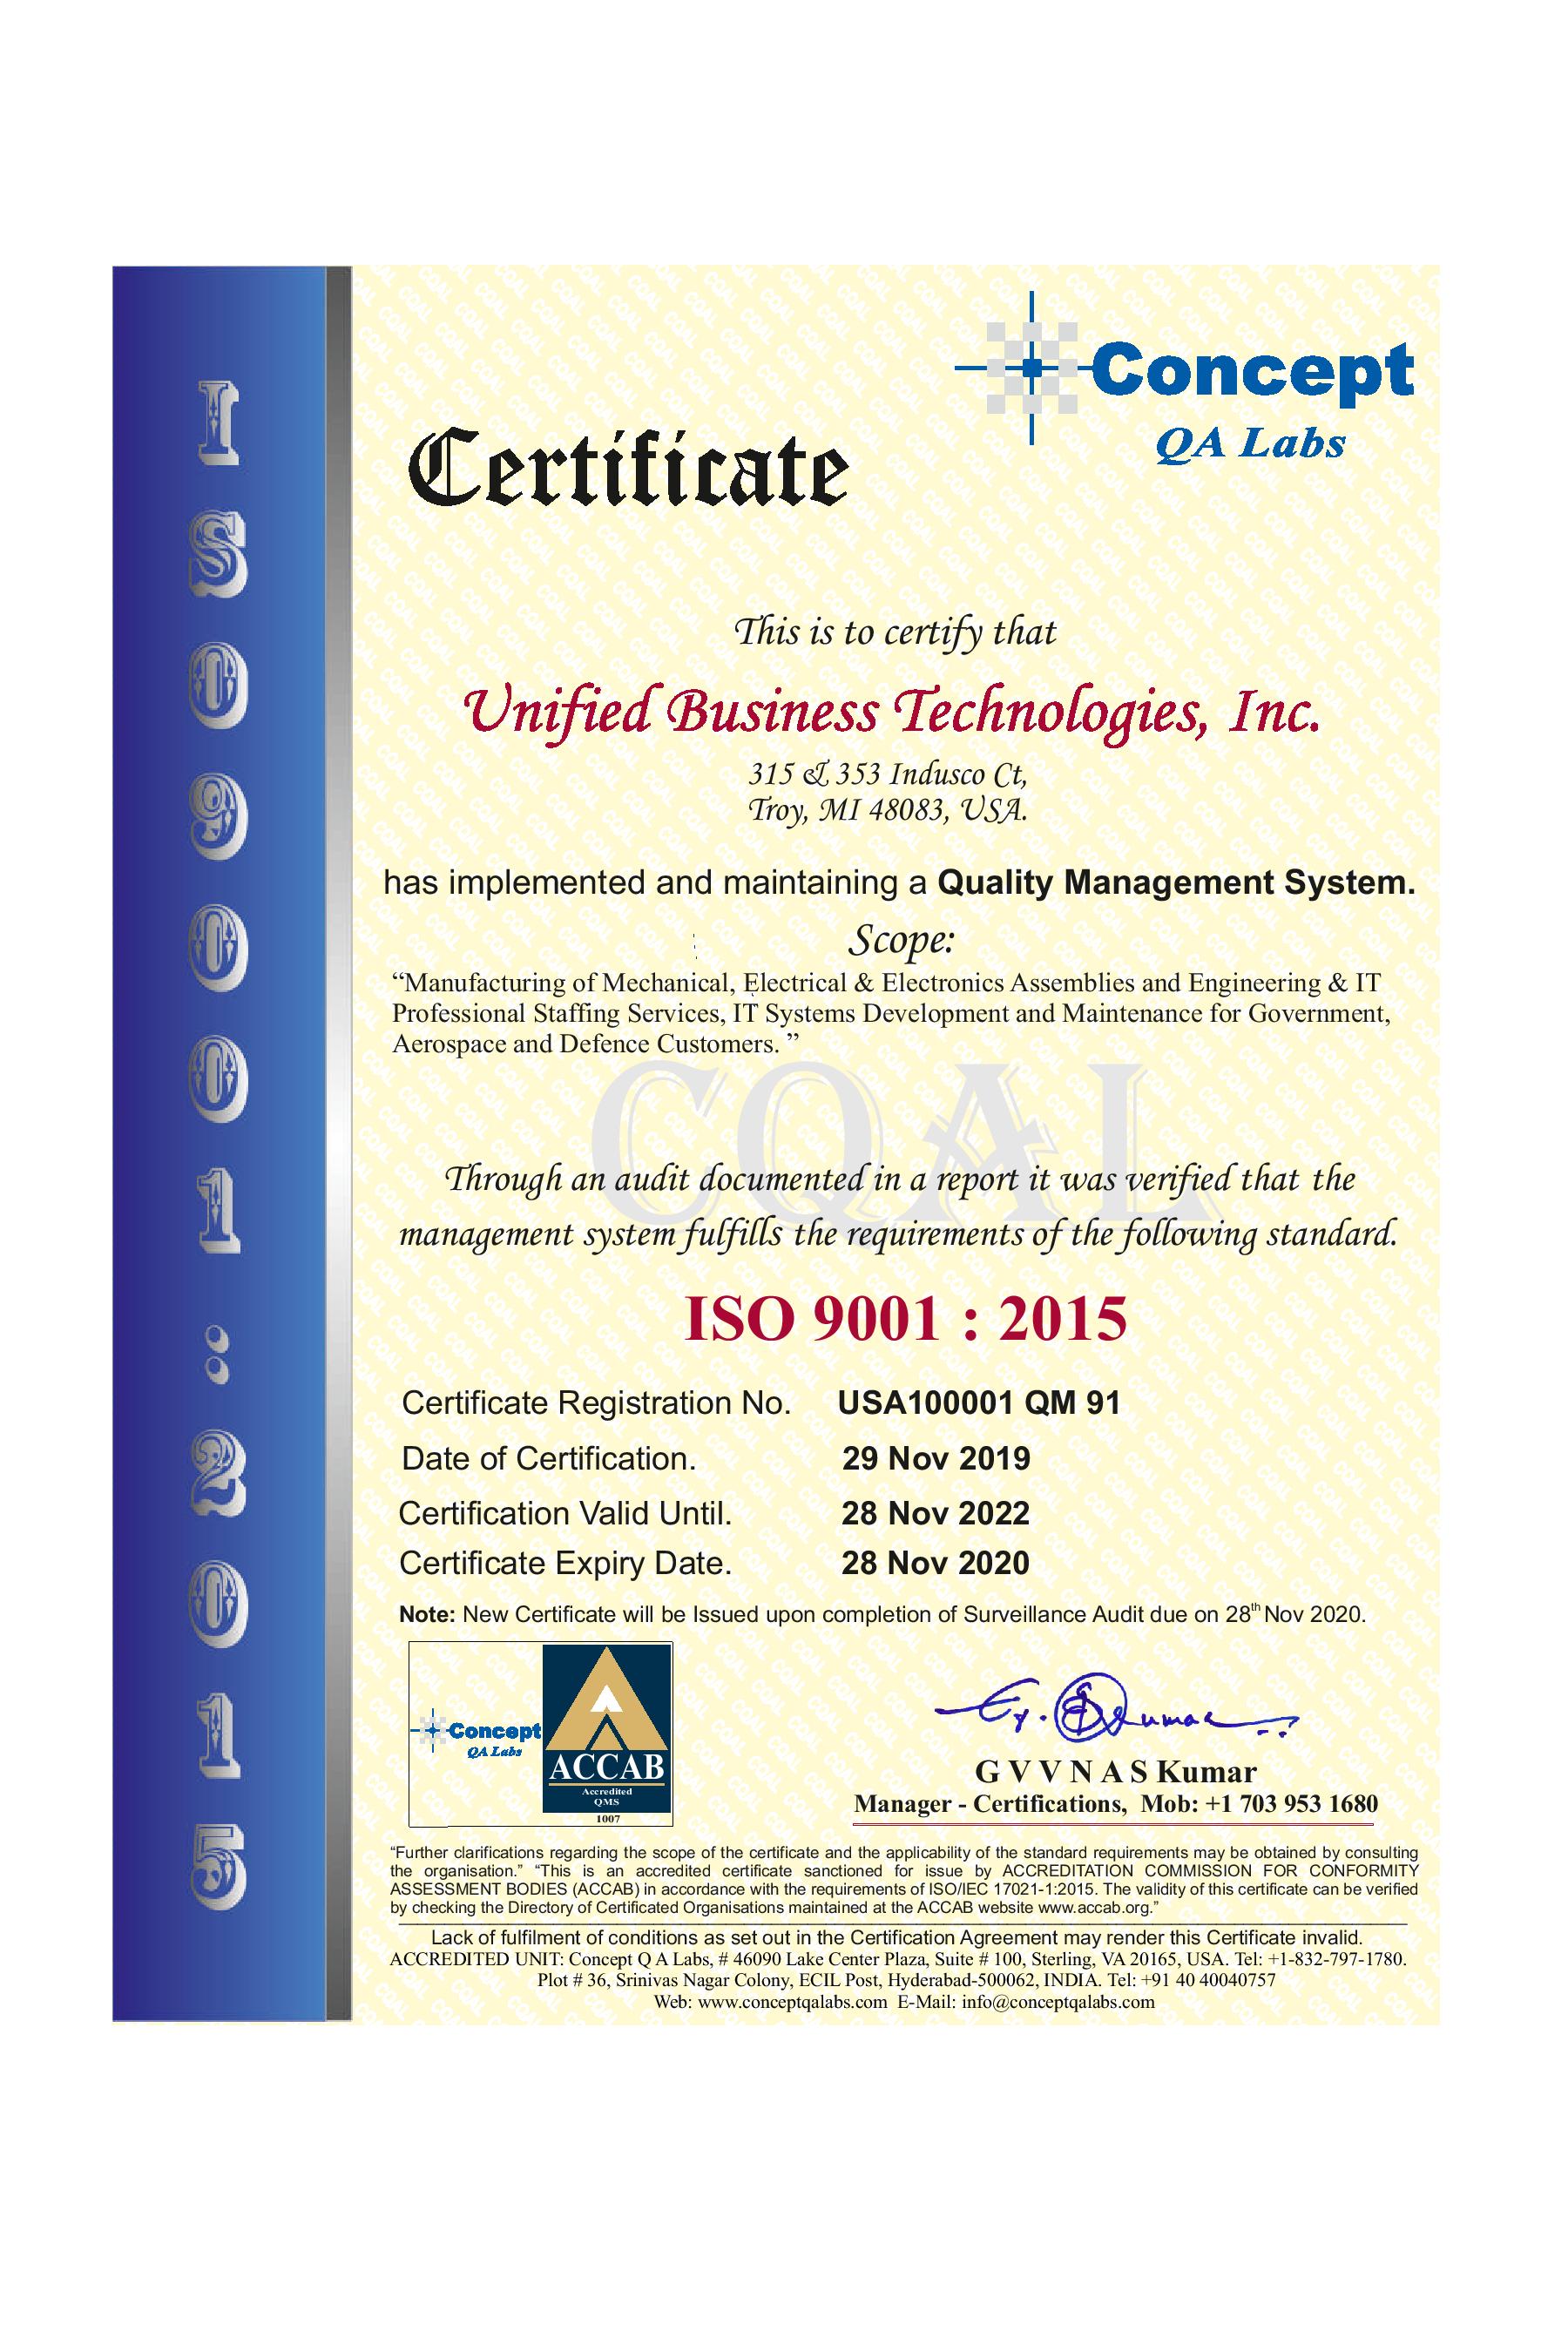 I
S
O
9
0
0
1
:
2
0
1
5
Concept
QA Labs
Certificate
This is to certify that
Unified Business Technologies, Inc.
315 & 353 Indusco Ct,
Troy, MI 48083, USA.
has implemented and maintaining a Quality Management System.
Scope:
“Manufacturing of Mechanical, Electrical & Electronics Assemblies and Engineering & IT
Professional Staffing Services, IT Systems Development and Maintenance for Government,
Aerospace and Defence Customers. ”
CQAL
Through an audit documented in a report it was verified that the
management system fulfills the requirements of the following standard.
ISO 9001 : 2015
Certificate Registration No. USA100001 QM 91
Date of Certification. 29 Nov 2019
Certification Valid Until. 28 Nov 2022
Certificate Expiry Date. 28 Nov 2020
Note: New Certificate will be Issued upon completion of Surveillance Audit due on 28th Nov 2020.
Concept
QA Labs
ACCAB
Accredited
QMS
1007
G V V N A S Kumar
Manager - Certifications, Mob: +1 703 953 1680
“Further clarifications regarding the scope of the certificate and the applicability of the standard requirements may be obtained by consulting
the organisation.” “This is an accredited certificate sanctioned for issue by ACCREDITATION COMMISSION FOR CONFORMITY
ASSESSMENT BODIES (ACCAB) in accordance with the requirements of ISO/IEC 17021-1:2015. The validity of this certificate can be verified
by checking the Directory of Certificated Organisations maintained at the ACCAB website www.accab.org.”
Lack of fulfilment of conditions as set out in the Certification Agreement may render this Certificate invalid.
ACCREDITED UNIT: Concept Q A Labs, # 46090 Lake Center Plaza, Suite # 100, Sterling, VA 20165, USA. Tel: +1-832-797-1780.
Plot # 36, Srinivas Nagar Colony, ECIL Post, Hyderabad-500062, INDIA. Tel: +91 40 40040757
Web: www.conceptqalabs.com E-Mail: info@conceptqalabs.com